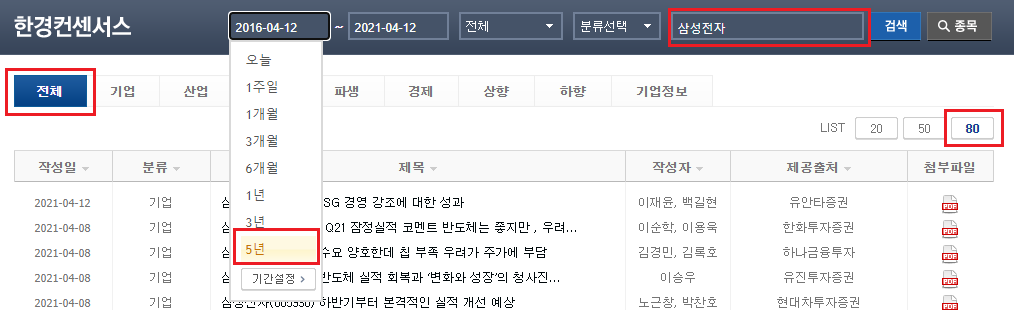 한경컨센서스 2016-04-12 ~ 2021-04-12 전체 분류선택 삼성전자 검색 종목
오늘
1주일
1개월
3개월
6개월
1년
3년
5년
기간설정 >
전체 기업 산업 파생 경제 상향 하향 기업정보
LIST 20 50 80
작성일 분류 제목 작성자 제공출처 첨부파일
2021-04-12 기업 SG 경영 강조에 대한 성과 이재윤, 백길현 유안타증권 PDF
2021-04-08 기업 Q21 잠정실적 코멘트 반도체는 좋지만 , 우려... 이순학, 이용욱 한화투자증권 PDF
2021-04-08 기업 수요 양호한데 칩 부족 우려가 주가에 부담 김경민, 김록호 하나금융투자 PDF
2021-04-08 기업 반도체 실적 회복과 ‘변화와 성장’의 청사진... 이승우 유진투자증권 PDF
2021-04-08 기업 삼성전자(005930) 하반기부터 본격적인 실적 개선 예상 노근창, 박찬호 현대차투자증권 PDF